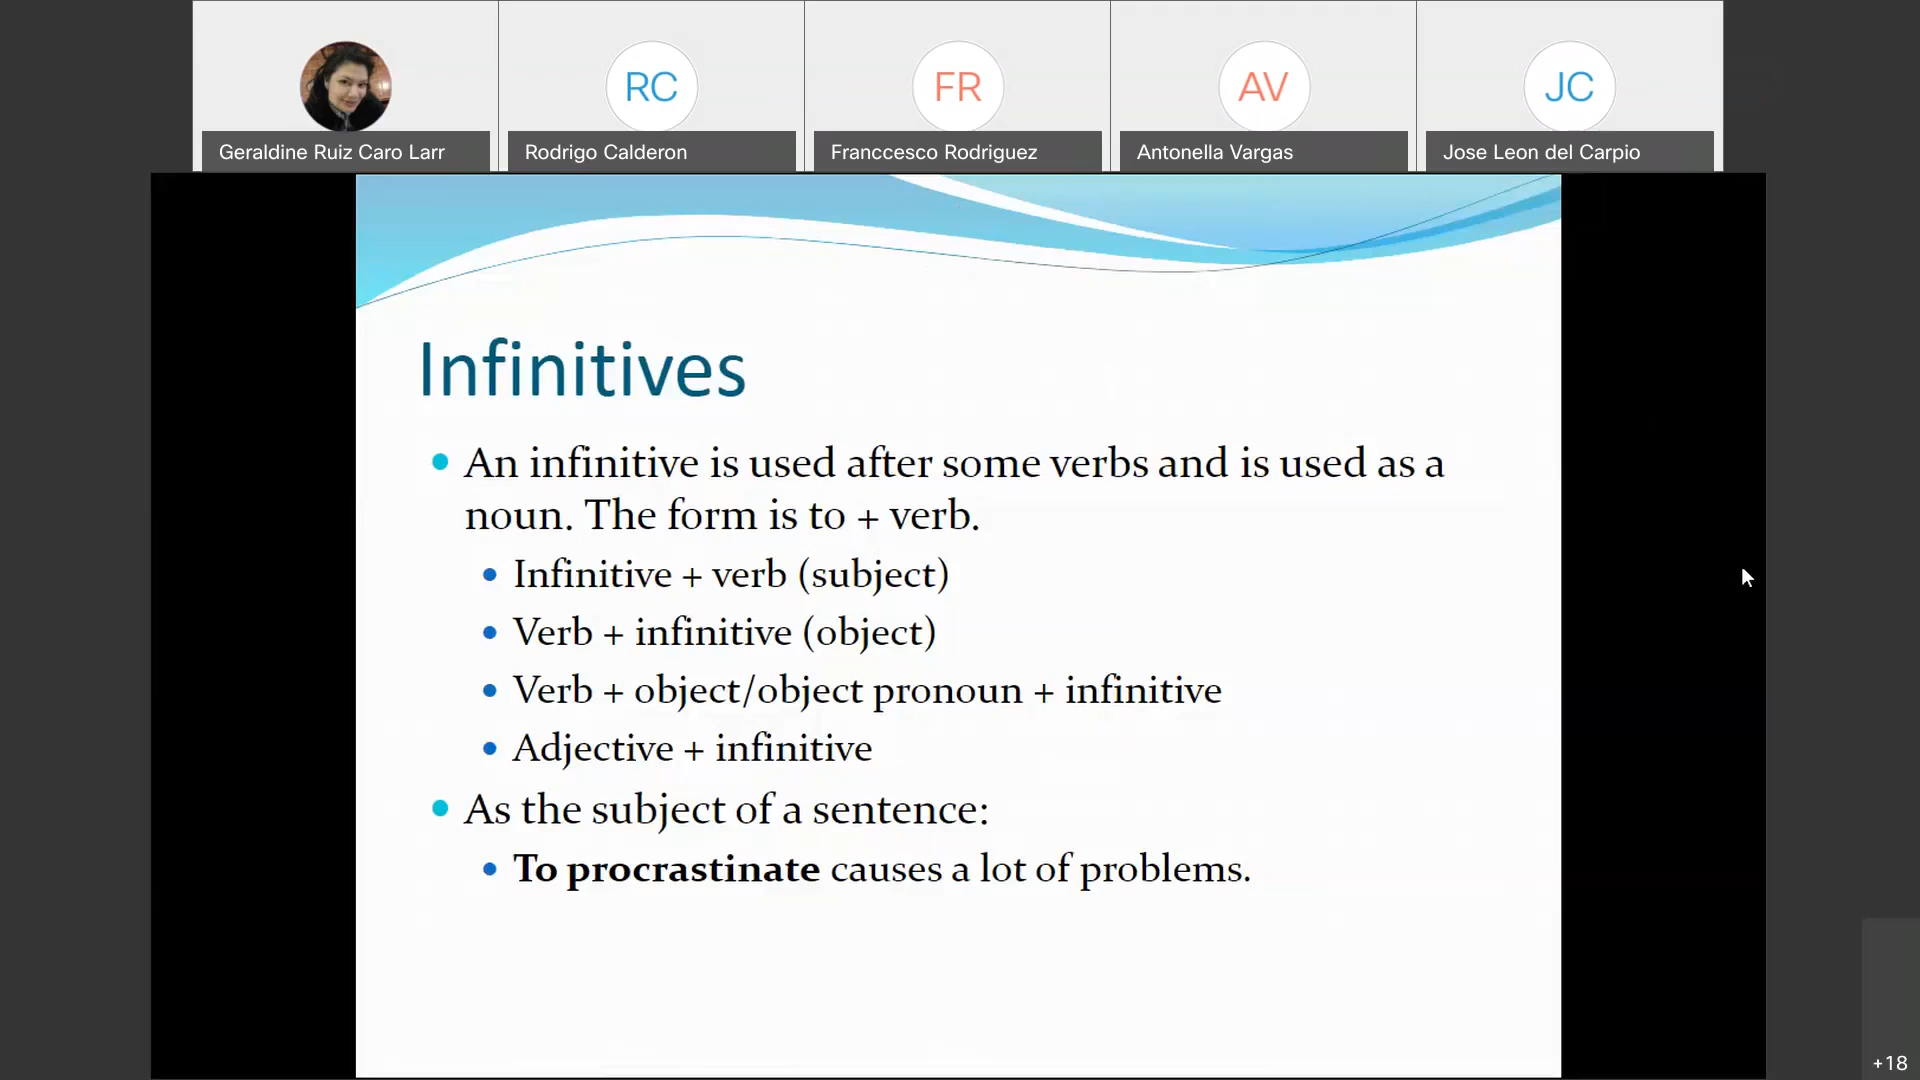 RC
FR
AV
JC
Geraldine Ruiz Caro Larr
Rodrigo Calderon
Franccesco Rodriguez
Antonella Vargas
Jose Leon del Carpio
Infinitives
An infinitive is used after some verbs and is used as a
noun. The form is to + verb.
Infinitive + verb (subject)
Verb + infinitive (object)
Verb + object/object pronoun + infinitive
Adjective + infinitive
As the subject of a sentence:
To procrastinate causes a lot of problems.
+18